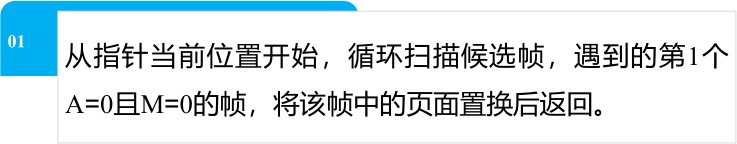 01
从指针当前位置开始，循环扫描候选帧，遇到的第1个
A=0且M=0的帧，将该帧中的页面置换后返回。